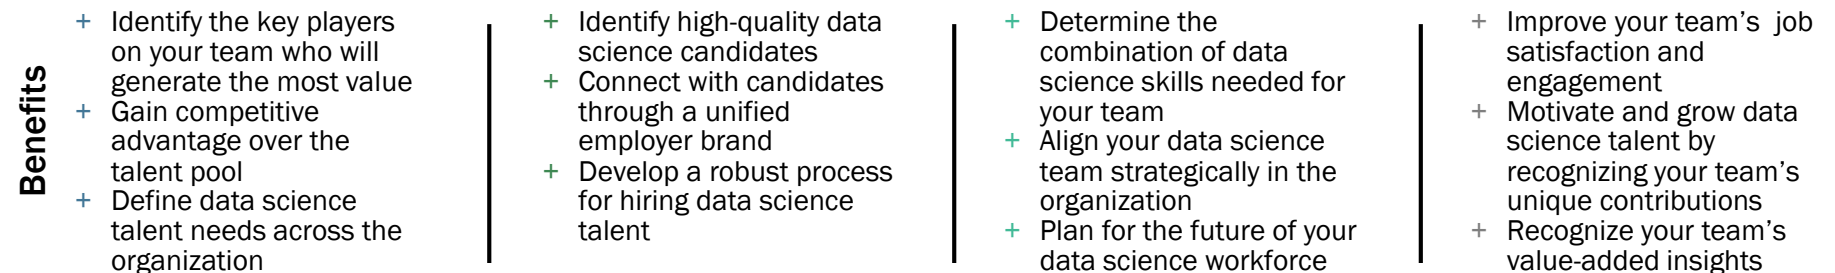 Benefits
+ Identify the key players
on your team who will
generate the most value
+ Gain competitive
advantage over the
talent pool
+ Define data science
talent needs across the
organization
+ Identify high-quality data
science candidates
+ Connect with candidates
through a unified
employer brand
+ Develop a robust process
for hiring data science
talent
+ Determine the
combination of data
science skills needed for
your team
+ Align your data science
team strategically in the
organization
+ Plan for the future of your
data science workforce
+ Improve your team’s  job
satisfaction and
engagement
+ Motivate and grow data
science talent by
recognizing your team’s
unique contributions
+ Recognize your team’s
value-added insights